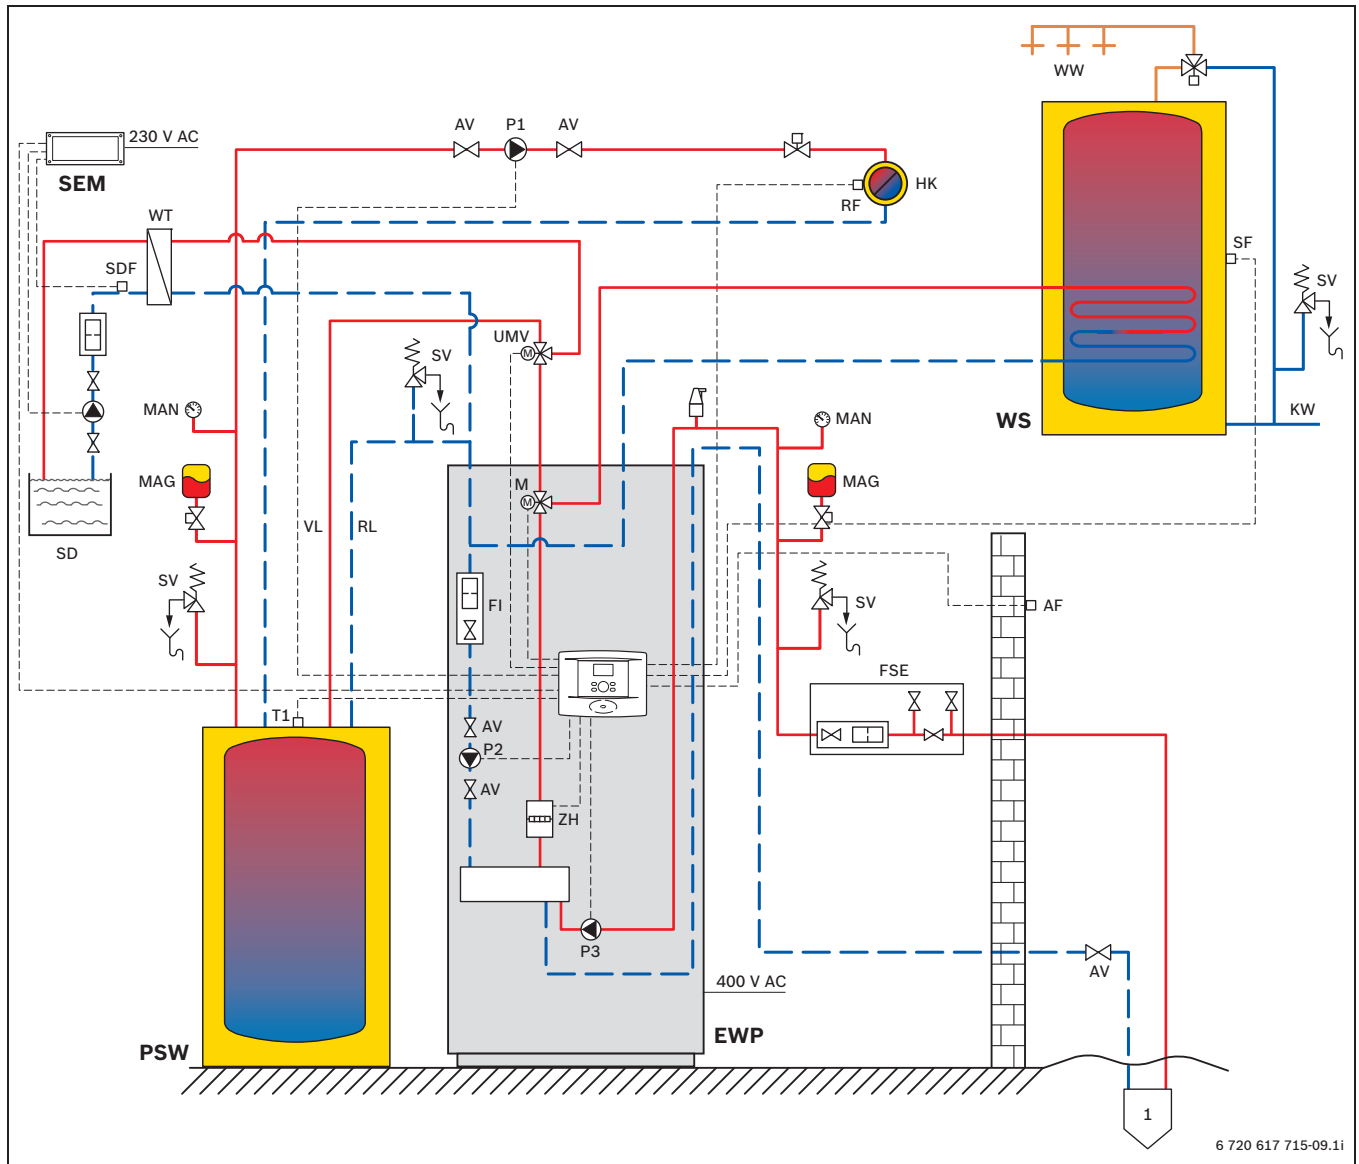 WW
230 V AC
SEM
AV
P1
AV
HK
RF
WT
SDF
SF
SV
UMV
M
SV
MAN
MAN
WS
KW
MAG
M
M
MAG
VL
RL
SD
SV
FI
SV
AF
FSE
T1
AV
P2
AV
ZH
P3
AV
400 V AC
EWP
PSW
1
6 720 617 715-09.1i